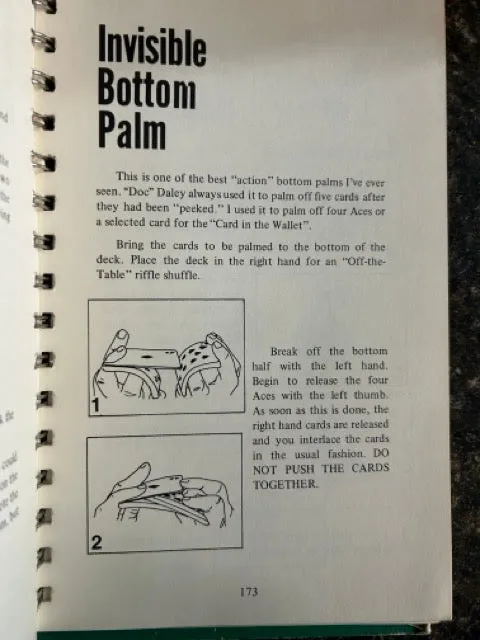 Invisible
Bottom
Palm
This is one of the best "action" bottom palms I've ever
seen. "Doc" Daley always used it to palm off five cards after
they had been "peeked." I used it to palm off four Aces or
a selected card for the "Card in the Wallet".
Bring the cards to be palmed to the bottom of the
deck. Place the deck in the right hand for an "Off-the-
Table" riffle shuffle.
Break off the bottom
half with the left hand.
Begin to release the four
Aces with the left thumb.
As soon as this is done, the
right hand cards are released
and you interlace the cards
in the usual fashion. DO
NOT PUSH THE CARDS
TOGETHER.
1
2
173
the
could